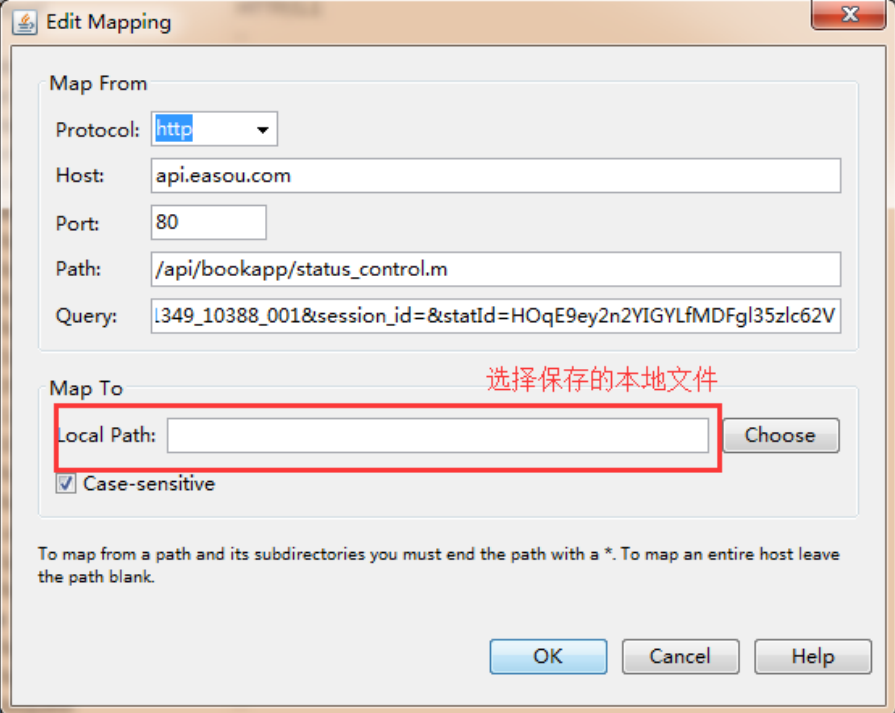 Edit Mapping
Map From
Protocol: http
Host: api.easou.com
Port: 80
Path: /api/bookapp/status_control.m
Query: 1349_10388_001&session_id=&statId=HOqE9ey2n2YIGYLfMDFgl35zlc62V
选择保存的本地文件
Map To
Local Path:
Choose
Case-sensitive
To map from a path and its subdirectories you must end the path with a *. To map an entire host leave
the path blank.
OK Cancel Help